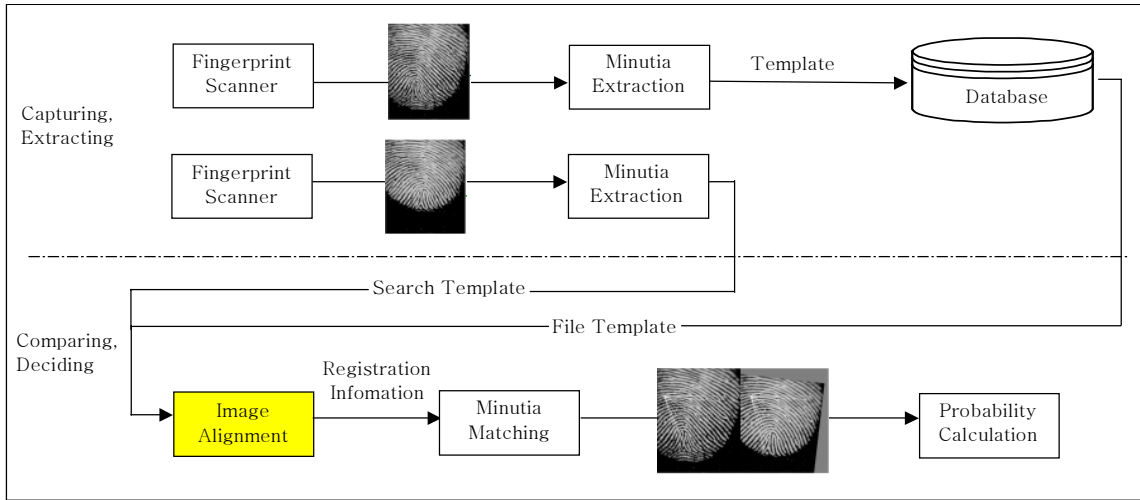 Fingerprint
Scanner
Minutia
Extraction
Template
Database
Capturing,
Extracting
Fingerprint
Scanner
Minutia
Extraction
Search Template
File Template
Comparing,
Deciding
Image
Alignment
Registration
Infomation
Minutia
Matching
Probability
Calculation